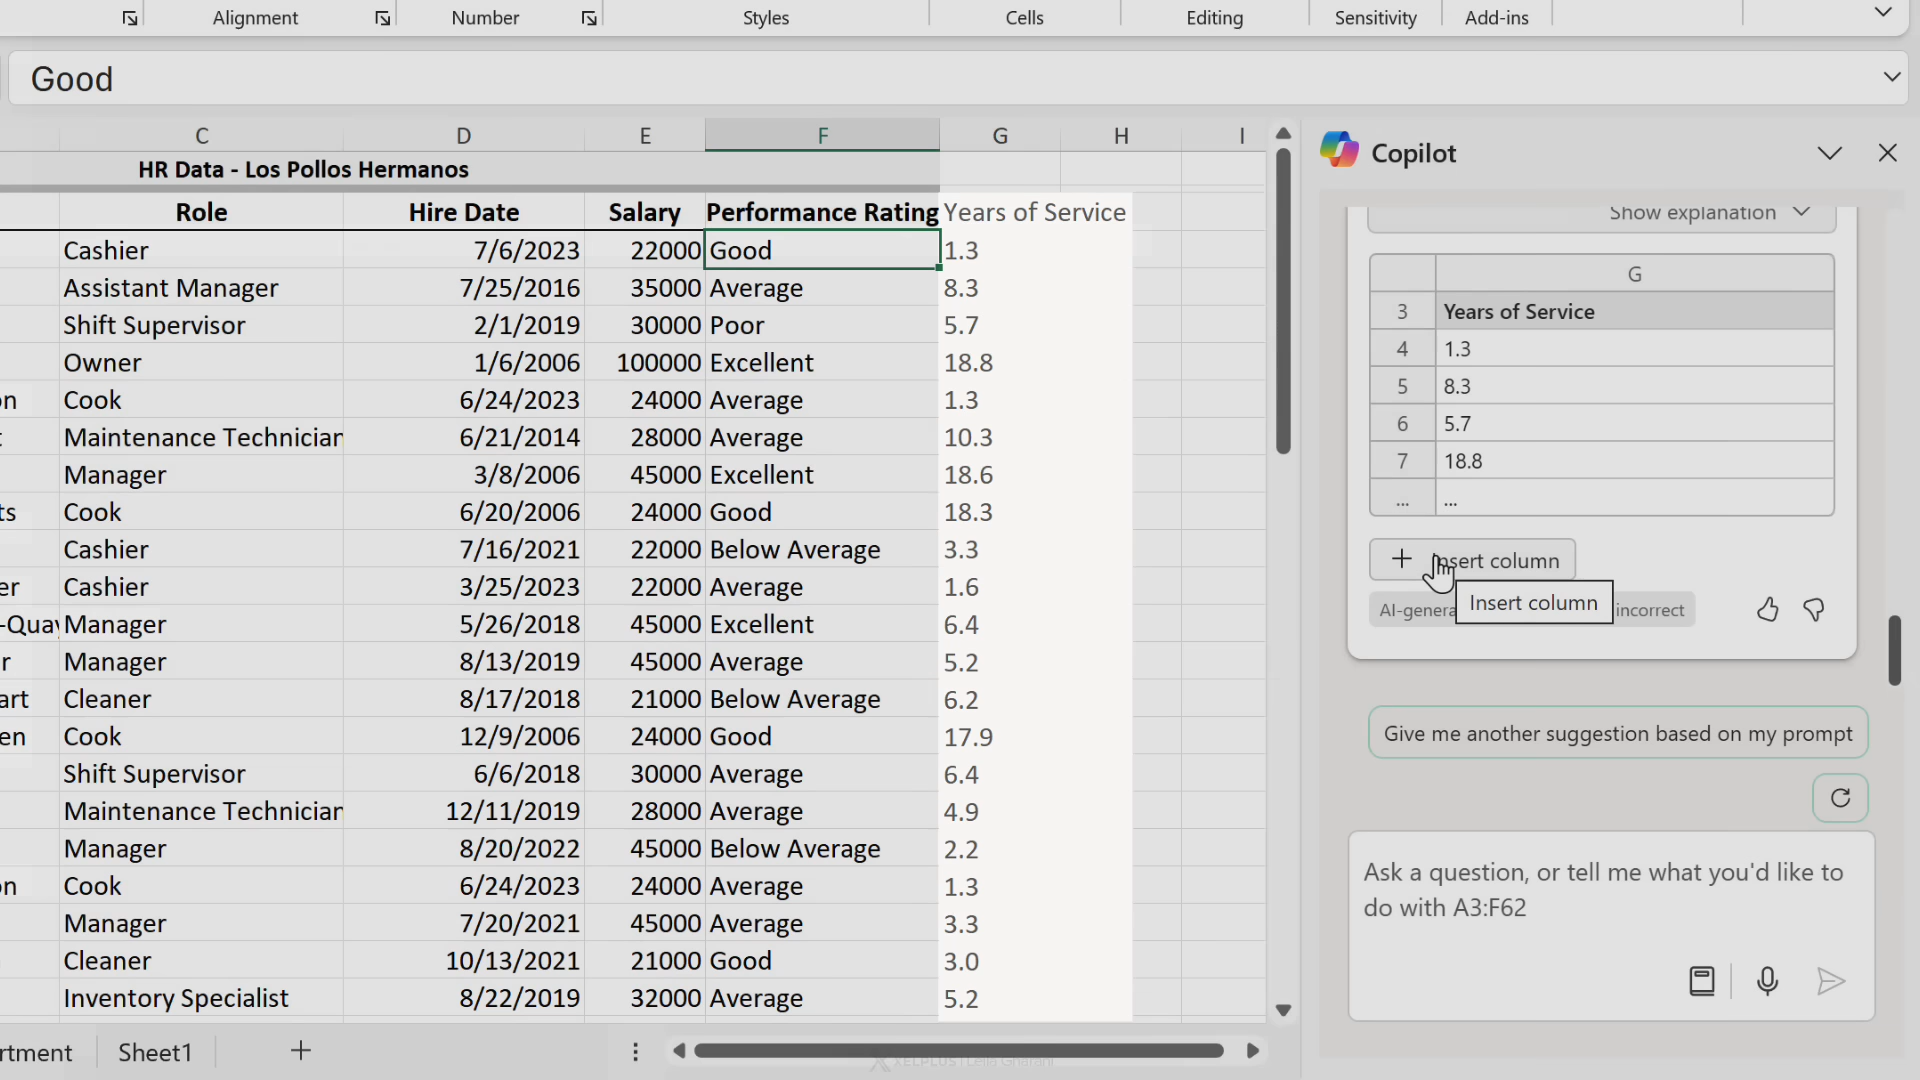 Alignment Number Styles Cells Editing Sensitivity Add-ins
Good
C D E F G H I
HR Data - Los Pollos Hermanos
Role Hire Date Salary Performance Rating Years of Service
Cashier 7/6/2023 22000 Good 1.3
Assistant Manager 7/25/2016 35000 Average 8.3
Shift Supervisor 2/1/2019 30000 Poor 5.7
Owner 1/6/2006 100000 Excellent 18.8
on Cook 6/24/2023 24000 Average 1.3
t Maintenance Technician 6/21/2014 28000 Average 10.3
Manager 3/8/2006 45000 Excellent 18.6
ts Cook 6/20/2006 24000 Good 18.3
Cashier 7/16/2021 22000 Below Average 3.3
er Cashier 3/25/2023 22000 Average 1.6
-Quay Manager 5/26/2018 45000 Excellent 6.4
r Manager 8/13/2019 45000 Average 5.2
art Cleaner 8/17/2018 21000 Below Average 6.2
en Cook 12/9/2006 24000 Good 17.9
Shift Supervisor 6/6/2018 30000 Average 6.4
Maintenance Technician 12/11/2019 28000 Average 4.9
Manager 8/20/2022 45000 Below Average 2.2
on Cook 6/24/2023 24000 Average 1.3
Manager 7/20/2021 45000 Average 3.3
Cleaner 10/13/2021 21000 Good 3.0
Inventory Specialist 8/22/2019 32000 Average 5.2
rtment Sheet1
XELPLUS | Leila Gharani
Copilot
Show explanation
G
3 Years of Service
4 1.3
5 8.3
6 5.7
7 18.8
... ...
Insert column
Insert column
AI-genera incorrect
Give me another suggestion based on my prompt
Ask a question, or tell me what you'd like to
do with A3:F62